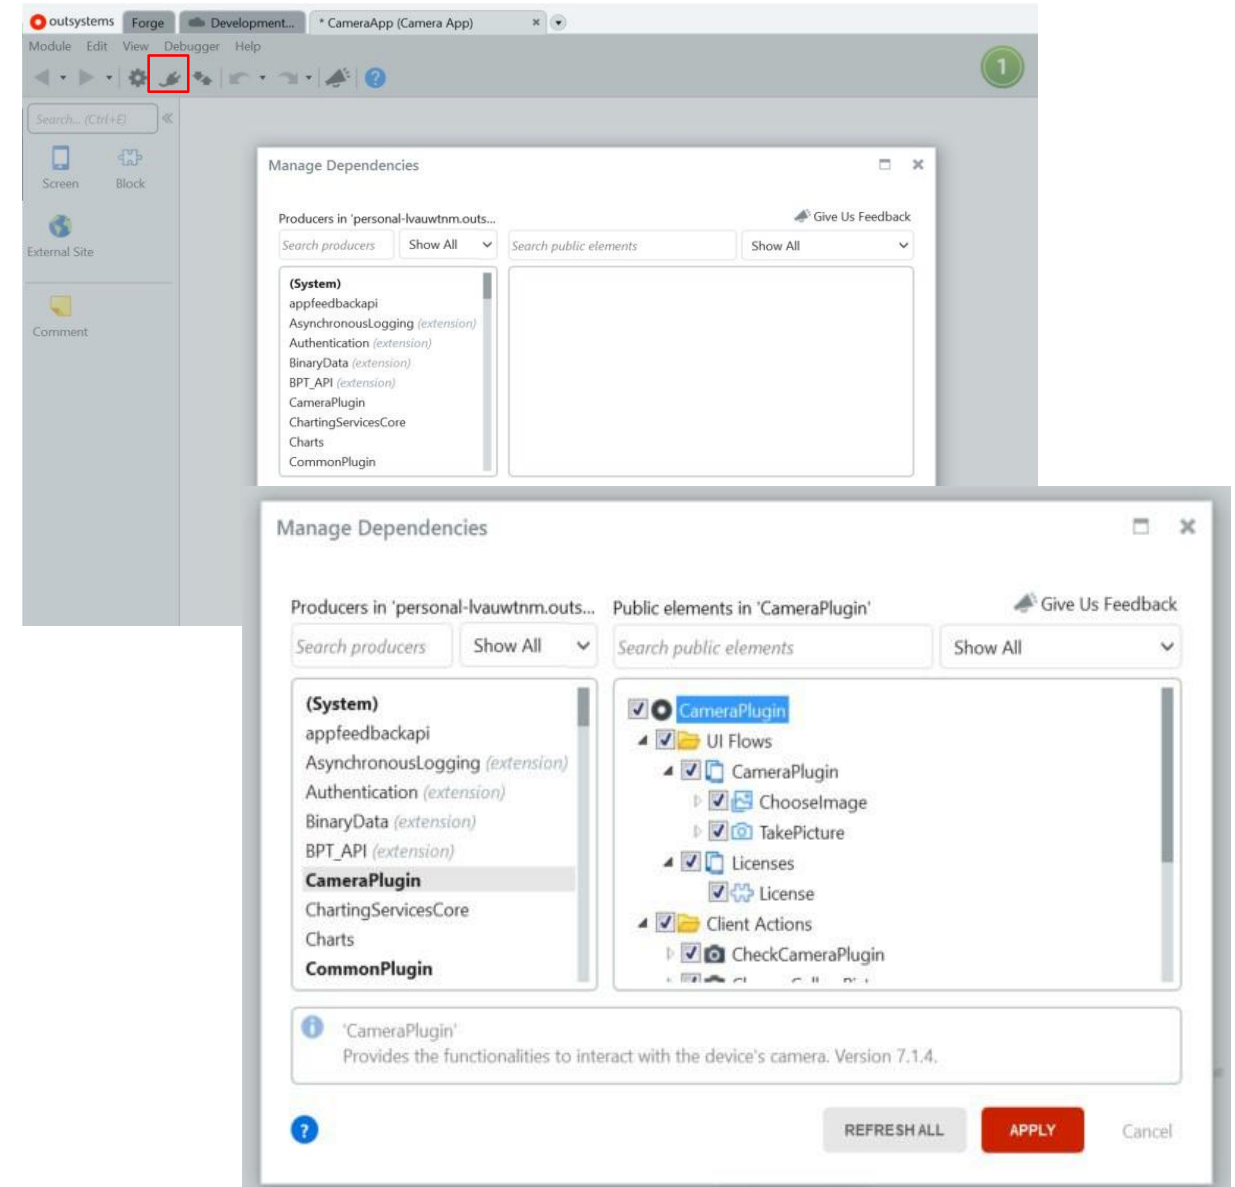 outsystems Forge Development... * CameraApp (Camera App)
Module Edit View Debugger Help
1
?
Search... (Ctrl+E)
Screen Block
External Site
Comment
Manage Dependencies
Producers in 'personal-lvauwtnm.outs... Give Us Feedback
Search producers Show All Search public elements Show All
(System)
appfeedbackapi
AsynchronousLogging (extension)
Authentication (extension)
BinaryData (extension)
BPT_API (extension)
CameraPlugin
ChartingServicesCore
Charts
CommonPlugin
Manage Dependencies
Producers in 'personal-lvauwtnm.outs... Public elements in 'CameraPlugin' Give Us Feedback
Search producers Show All Search public elements Show All
(System)
appfeedbackapi
AsynchronousLogging (extension)
Authentication (extension)
BinaryData (extension)
BPT_API (extension)
CameraPlugin
ChartingServicesCore
Charts
CommonPlugin
CameraPlugin
UI Flows
CameraPlugin
ChooseImage
TakePicture
Licenses
License
Client Actions
CheckCameraPlugin
'CameraPlugin'
Provides the functionalities to interact with the device's camera. Version 7.1.4.
? REFRESH ALL APPLY Cancel